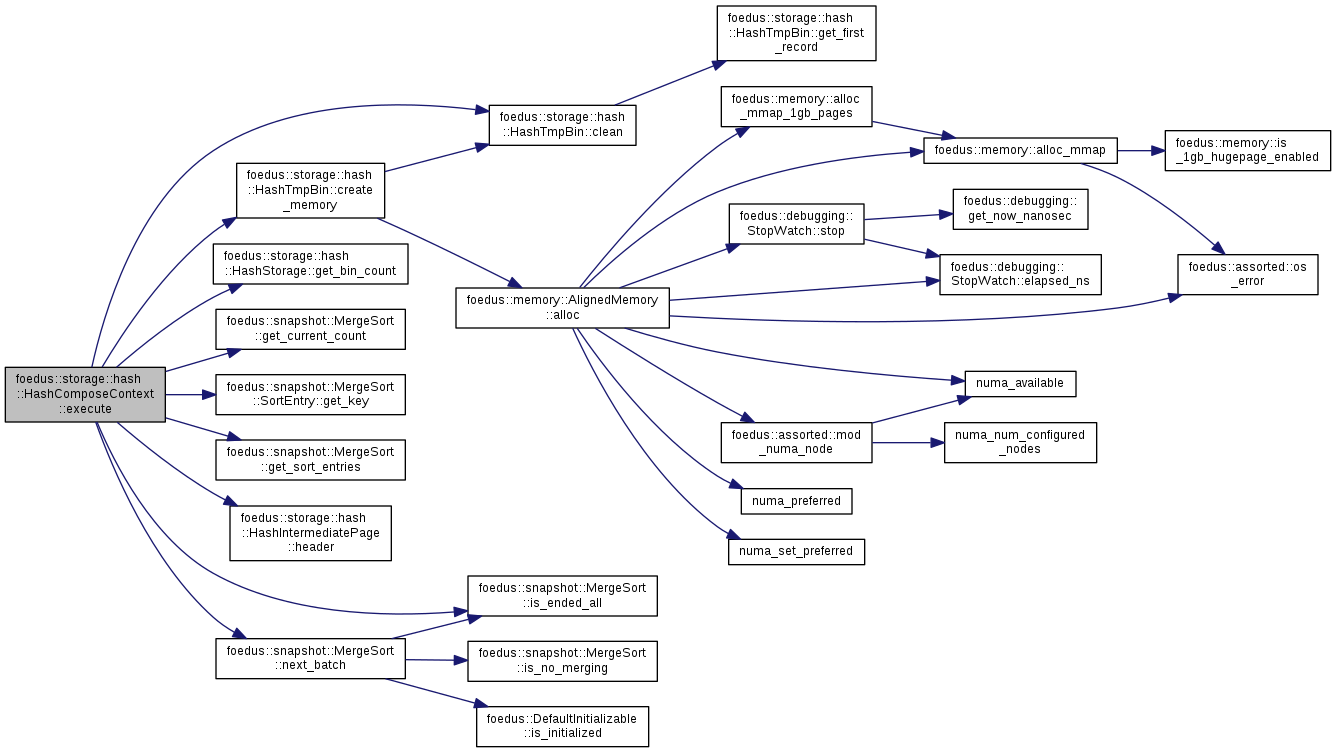 foedus::storage::hash
::HashComposeContext
::execute
foedus::storage::hash
::HashTmpBin::clean
foedus::storage::hash
::HashTmpBin::get_first
_record
foedus::storage::hash
::HashTmpBin::create
_memory
foedus::memory::AlignedMemory
::alloc
foedus::memory::alloc
_mmap_1gb_pages
foedus::memory::alloc_mmap
foedus::memory::is
_1gb_hugepage_enabled
foedus::assorted::os
_error
foedus::debugging::
StopWatch::stop
foedus::debugging::
get_now_nanosec
foedus::debugging::
StopWatch::elapsed_ns
foedus::assorted::mod
_numa_node
numa_available
numa_num_configured
_nodes
numa_preferred
numa_set_preferred
foedus::storage::hash
::HashStorage::get_bin_count
foedus::snapshot::MergeSort
::get_current_count
foedus::snapshot::MergeSort
::SortEntry::get_key
foedus::snapshot::MergeSort
::get_sort_entries
foedus::storage::hash
::HashIntermediatePage
::header
foedus::snapshot::MergeSort
::is_ended_all
foedus::snapshot::MergeSort
::next_batch
foedus::snapshot::MergeSort
::is_no_merging
foedus::DefaultInitializable
::is_initialized